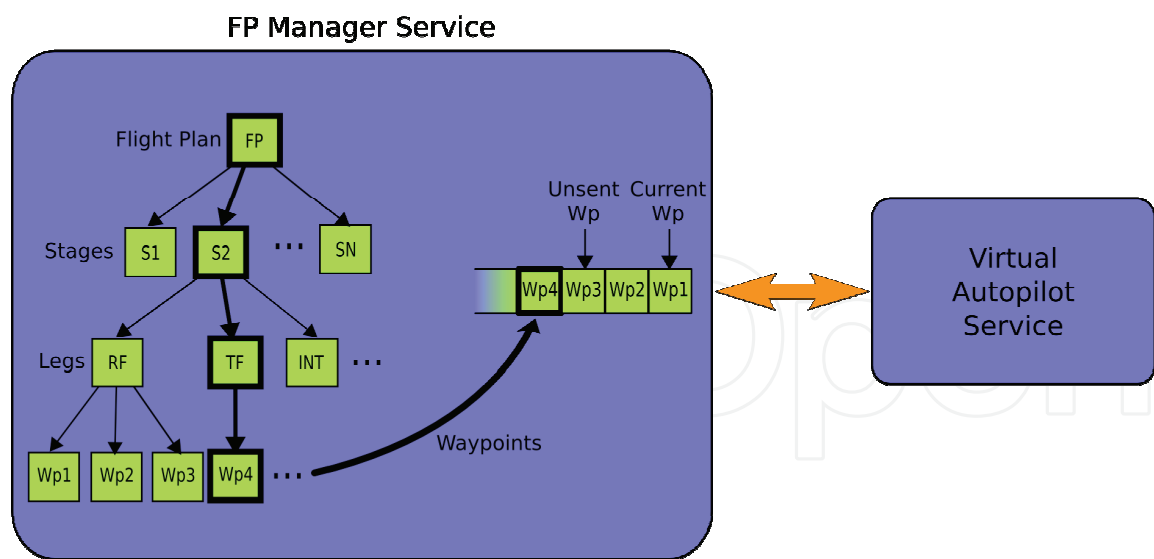 FP Manager Service
Flight Plan
FP
Stages
S1
S2
...
SN
Legs
RF
TF
INT
...
Wp1
Wp2
Wp3
Wp4
...
Waypoints
Unsent
Wp
Current
Wp
Wp4
Wp3
Wp2
Wp1
Virtual
Autopilot
Service
Open